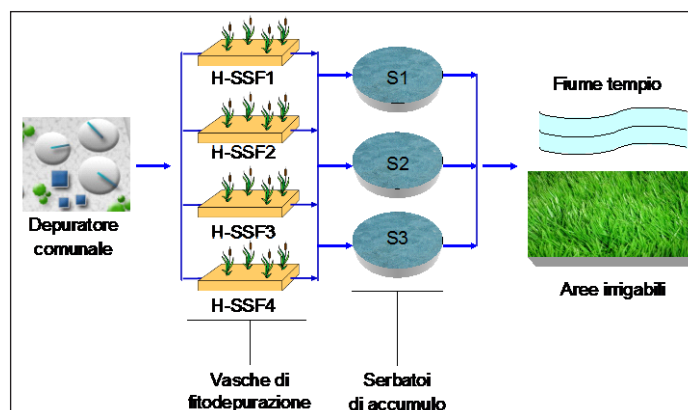 H-SSF1
H-SSF2
H-SSF3
H-SSF4
S1
S2
S3
Fiume tempio
Depuratore
comunale
Aree irrigabili
Vasche di
fitodepurazione
Serbatoi
di accumulo